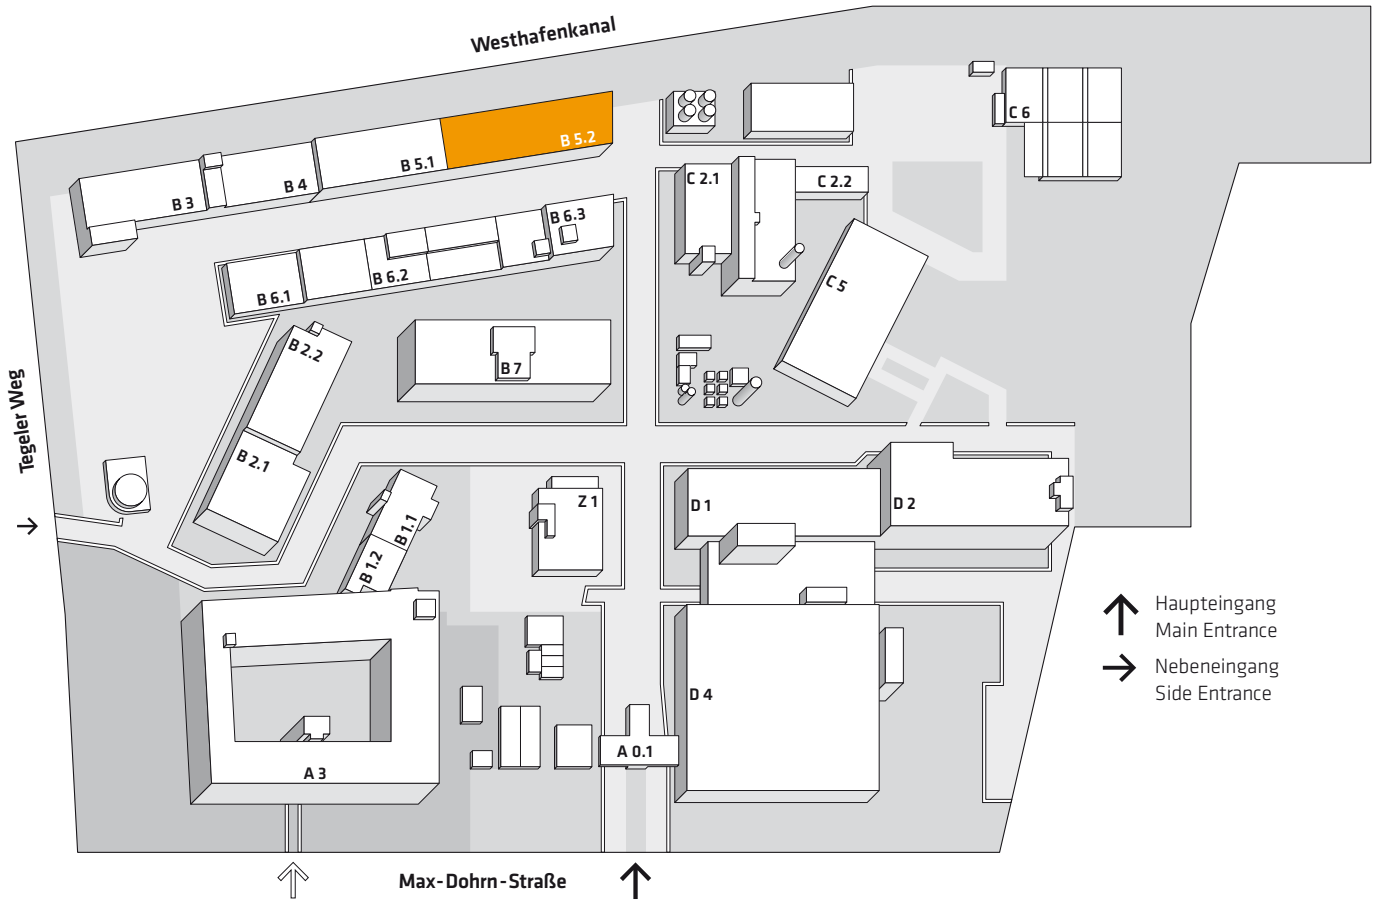 Westhafenkanal
C 6
B 5.2
B 5.1
B 4
B 3
C 2.1
C 2.2
B 6.3
B 6.2
B 6.1
C 5
B 2.2
B 7
Tegeler Weg
B 2.1
Z 1
D 1
D 2
B 1.1
B 1.2
Haupteingang
Main Entrance
Nebeneingang
Side Entrance
D 4
A 0.1
A 3
Max-Dohrn-Straße